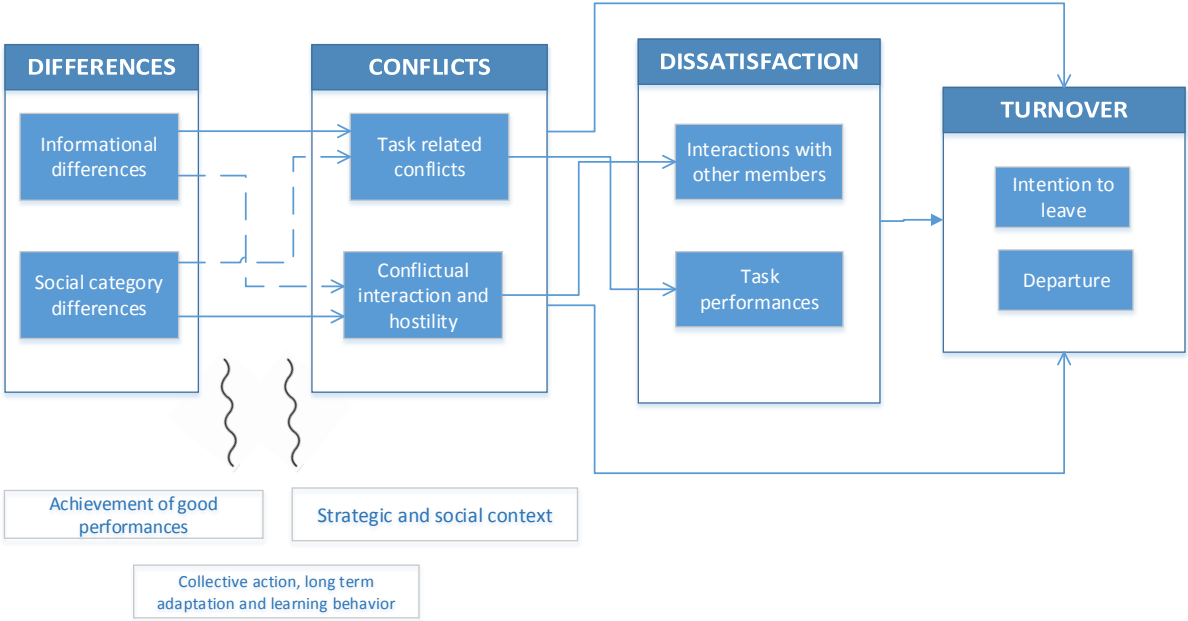 DIFFERENCES
Informational
differences
Social category
differences
CONFLICTS
Task related
conflicts
Conflictual
interaction and
hostility
DISSATISFACTION
Interactions with
other members
Task
performances
TURNOVER
Intention to
leave
Departure
Achievement of good
performances
Strategic and social context
Collective action, long term
adaptation and learning behavior